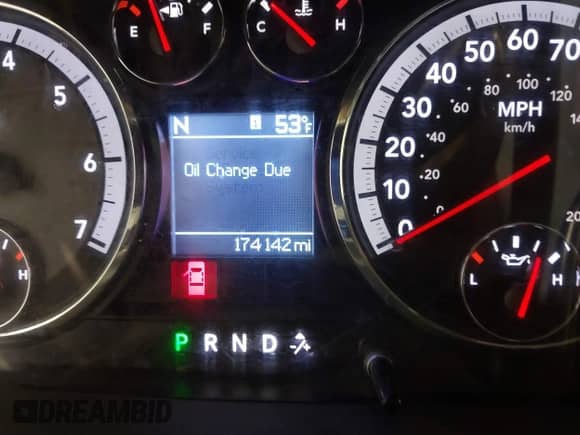 E F C H
4 5 6 7
N 53°F
Oil Change Due
174142 mi
0 10 20 30 40 50 60 70
20 40 60 80 100 120
MPH
km/h
H
L H
P R N D
DREAMBID